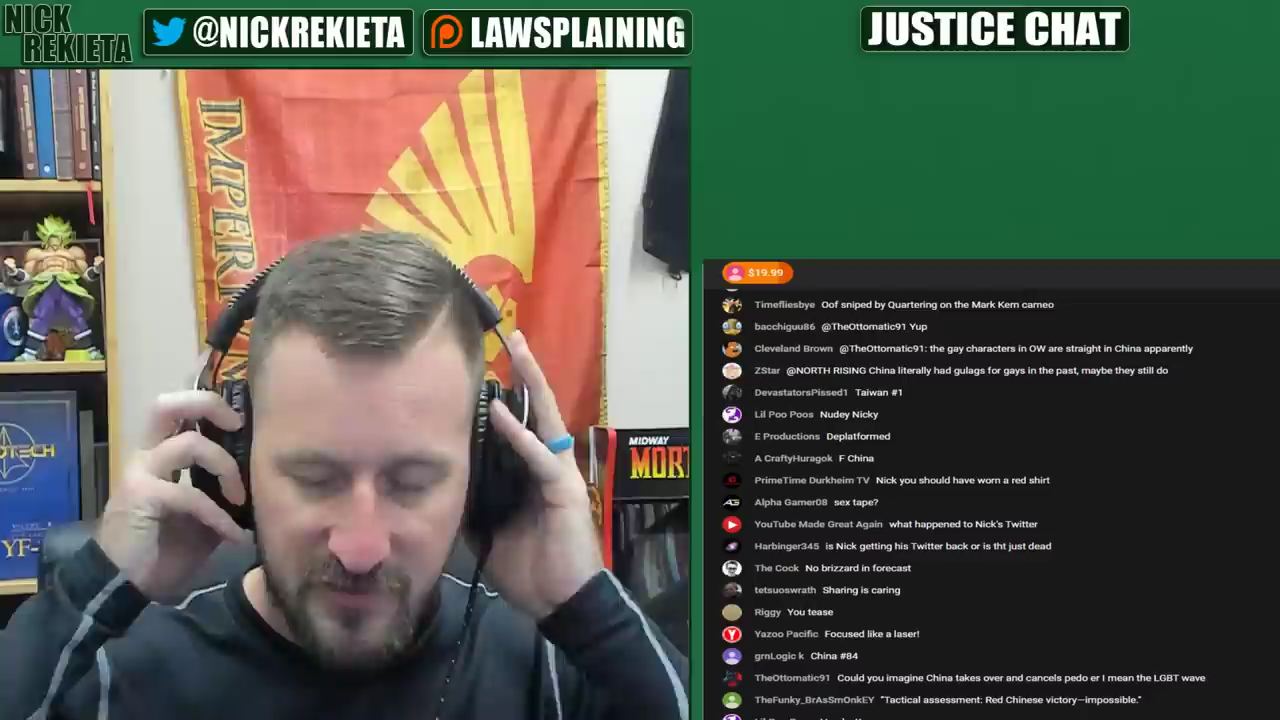 NICK
REKIETA
@NICKREKIETA
LAWSPLAINING
JUSTICE CHAT
IMPERI
MIDWAY
MORT
OTECH
YF-
$19.99
Timefliesbye Oof sniped by Quartering on the Mark Kern cameo
bacchiguu86 @TheOttomatic91 Yup
Cleveland Brown @TheOttomatic91: the gay characters in OW are straight in China apparently
ZStar @NORTH RISING China literally had gulags for gays in the past, maybe they still do
DevastatorsPissed1 Taiwan #1
Lil Poo Poos Nudey Nicky
E Productions Deplatformed
A CraftyHuragok F China
PrimeTime Durkheim TV Nick you should have worn a red shirt
Alpha Gamer08 sex tape?
YouTube Made Great Again what happened to Nick's Twitter
Harbinger345 is Nick getting his Twitter back or is tht just dead
The Cock No brizzard in forecast
tetsuoswrath Sharing is caring
Riggy You tease
Yazoo Pacific Focused like a laser!
grnLogic k China #84
TheOttomatic91 Could you imagine China takes over and cancels pedo er I mean the LGBT wave
TheFunky_BrAsSmOnkEY "Tactical assessment: Red Chinese victory—impossible."